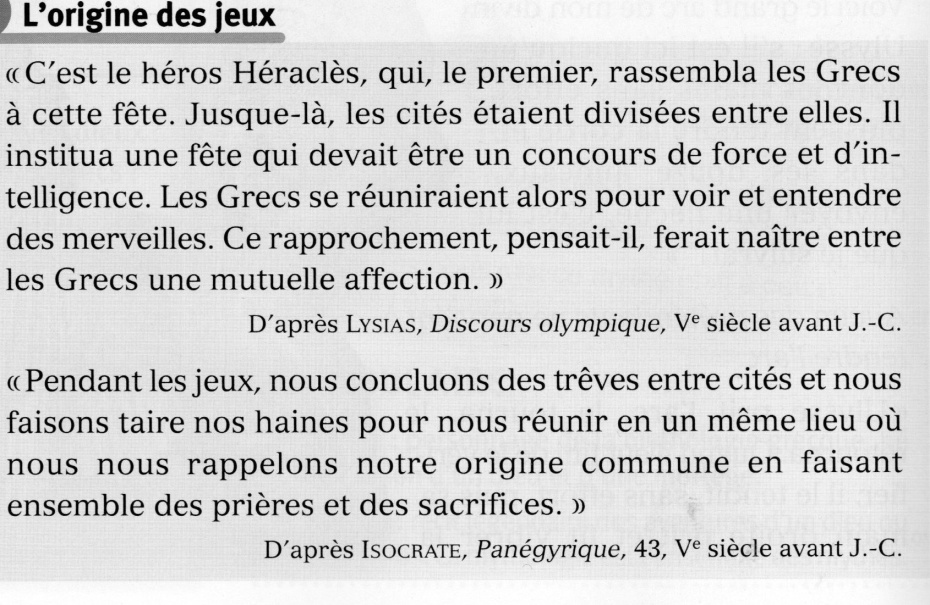 L'origine des jeux
« C'est le héros Héraclès, qui, le premier, rassembla les Grecs
à cette fête. Jusque-là, les cités étaient divisées entre elles. Il
institua une fête qui devait être un concours de force et d'in-
telligence. Les Grecs se réuniraient alors pour voir et entendre
des merveilles. Ce rapprochement, pensait-il, ferait naître entre
les Grecs une mutuelle affection. »
D'après LYSIAS, Discours olympique, Ve siècle avant J.-C.
« Pendant les jeux, nous concluons des trêves entre cités et nous
faisons taire nos haines pour nous réunir en un même lieu où
nous nous rappelons notre origine commune en faisant
ensemble des prières et des sacrifices. »
D'après ISOCRATE, Panégyrique, 43, Ve siècle avant J.-C.